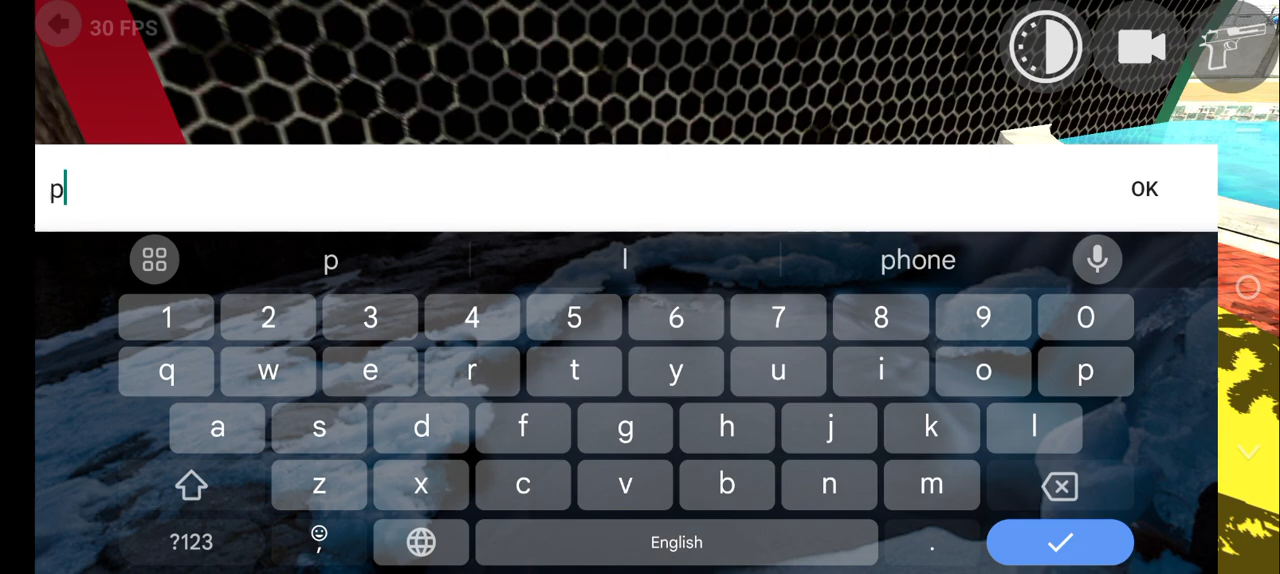 30 FPS
p
OK
p l phone
1 2 3 4 5 6 7 8 9 0
q w e r t y u i o p
a s d f g h j k l
z x c v b n m
?123 , English .